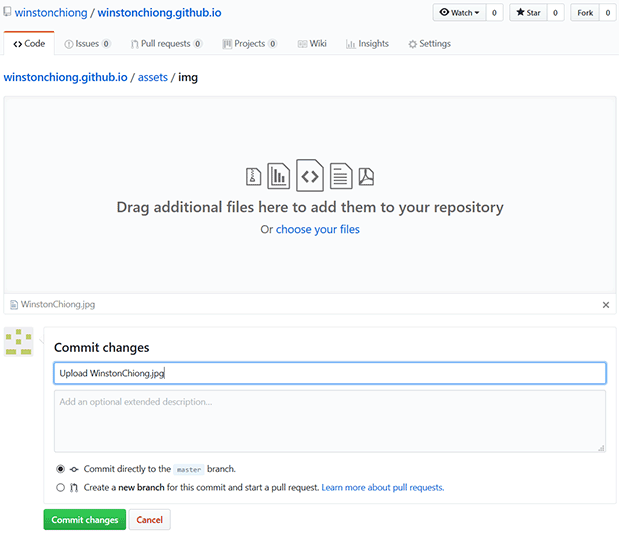 winstonchiong / winstonchiong.github.io Watch 0 Star 0 Fork 0
Code Issues 0 Pull requests 0 Projects 0 Wiki Insights Settings
winstonchiong.github.io / assets / img
Drag additional files here to add them to your repository
Or choose your files
WinstonChiong.jpg
Commit changes
Upload WinstonChiong.jpg
Add an optional extended description...
Commit directly to the master branch.
Create a new branch for this commit and start a pull request. Learn more about pull requests.
Commit changes Cancel